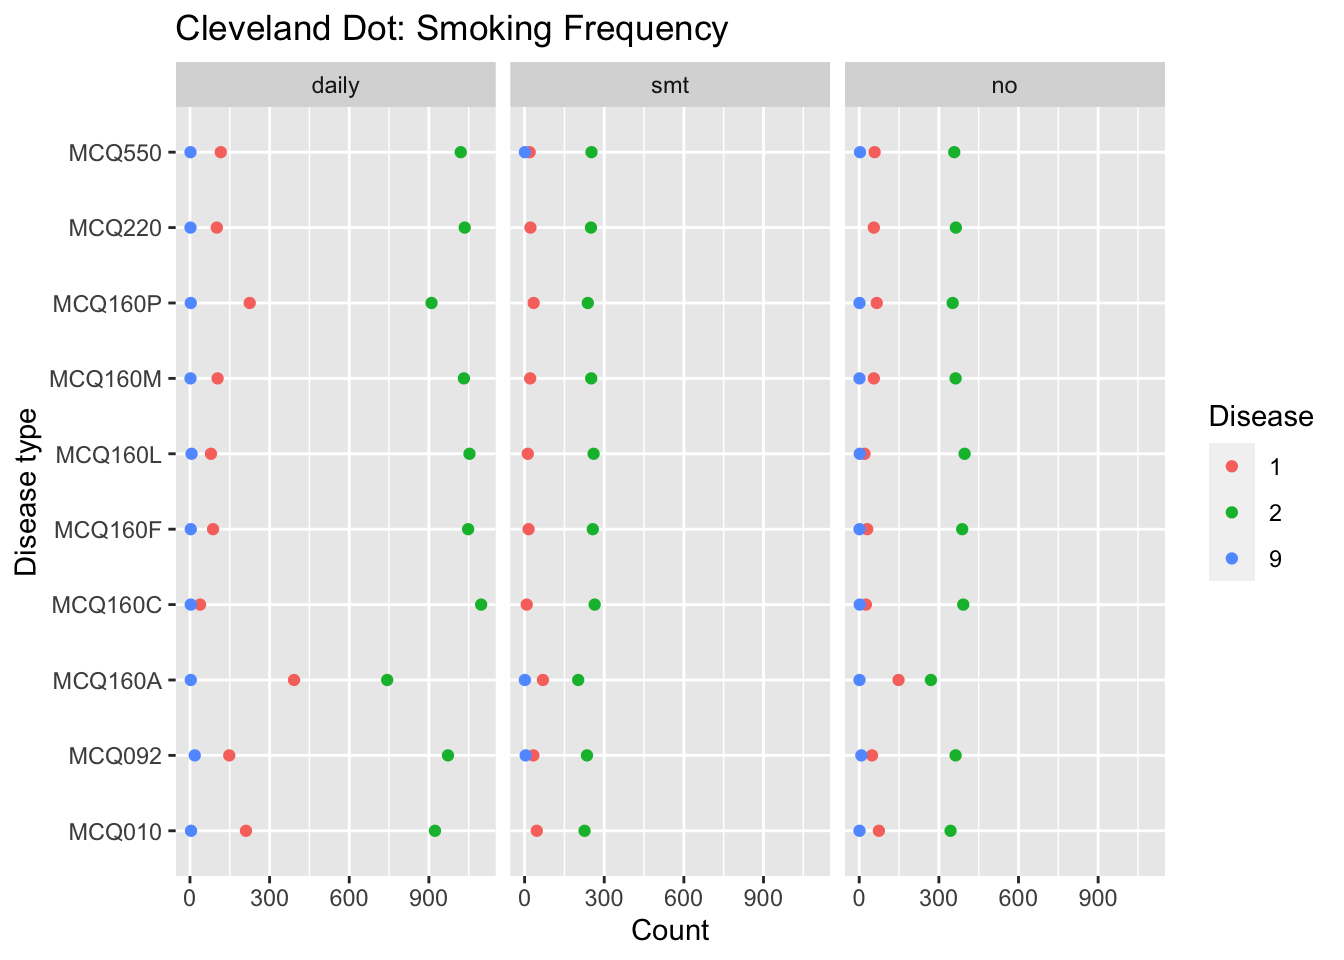 Cleveland Dot: Smoking Frequency
daily smt no
MCQ550
MCQ220
MCQ160P
MCQ160M
MCQ160L
MCQ160F
MCQ160C
MCQ160A
MCQ092
MCQ010
Disease type
0 300 600 900 0 300 600 900 0 300 600 900
Count
Disease
1
2
9